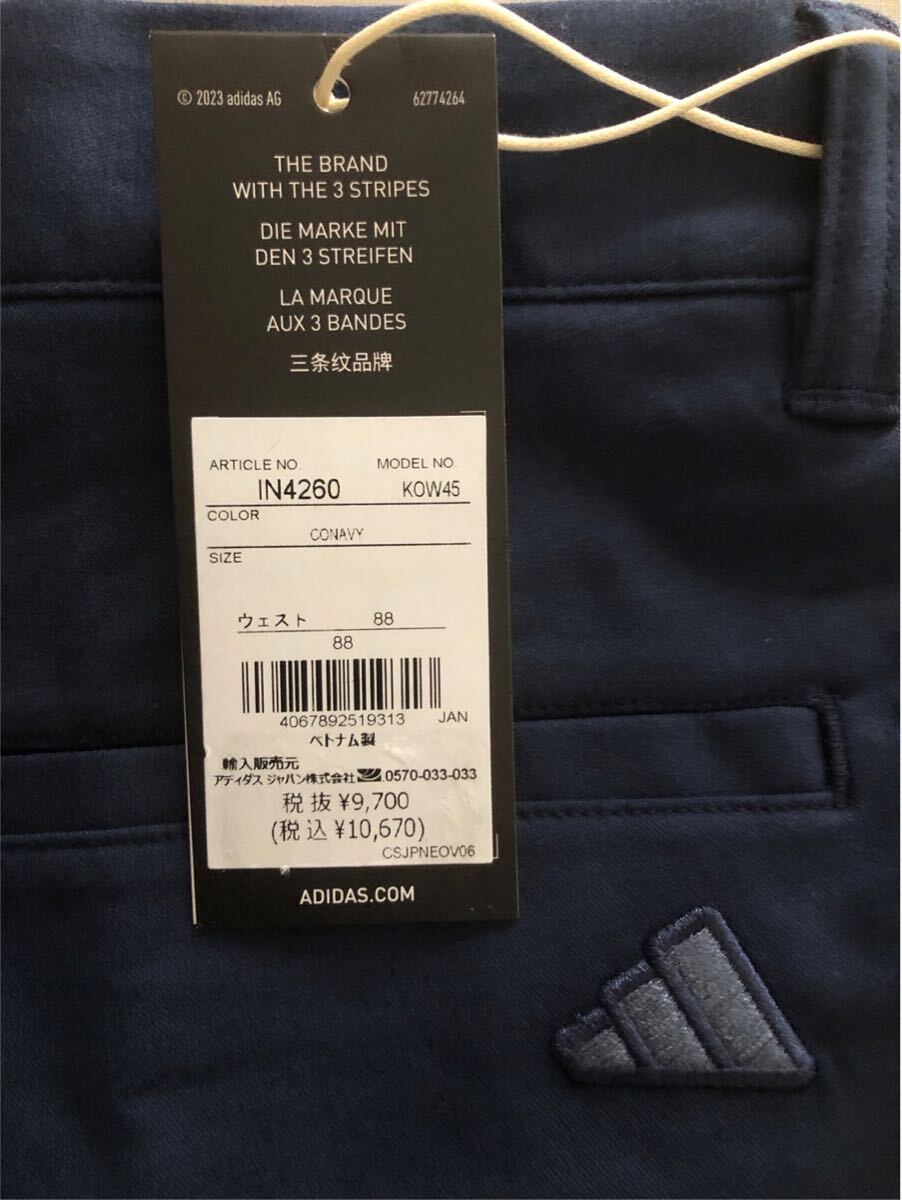 © 2023 adidas AG 62774264
THE BRAND
WITH THE 3 STRIPES
DIE MARKE MIT
DEN 3 STREIFEN
LA MARQUE
AUX 3 BANDES
三条纹品牌
ARTICLE NO. MODEL NO.
IN4260 KOW45
COLOR
CONAVY
SIZE
ウェスト 88
88
4067892519313 JAN
ベトナム製
輸入販売元
アディダス ジャパン株式会社 0570-033-033
税抜 ¥9,700
(税込 ¥10,670)
CSJPNEOV06
ADIDAS.COM